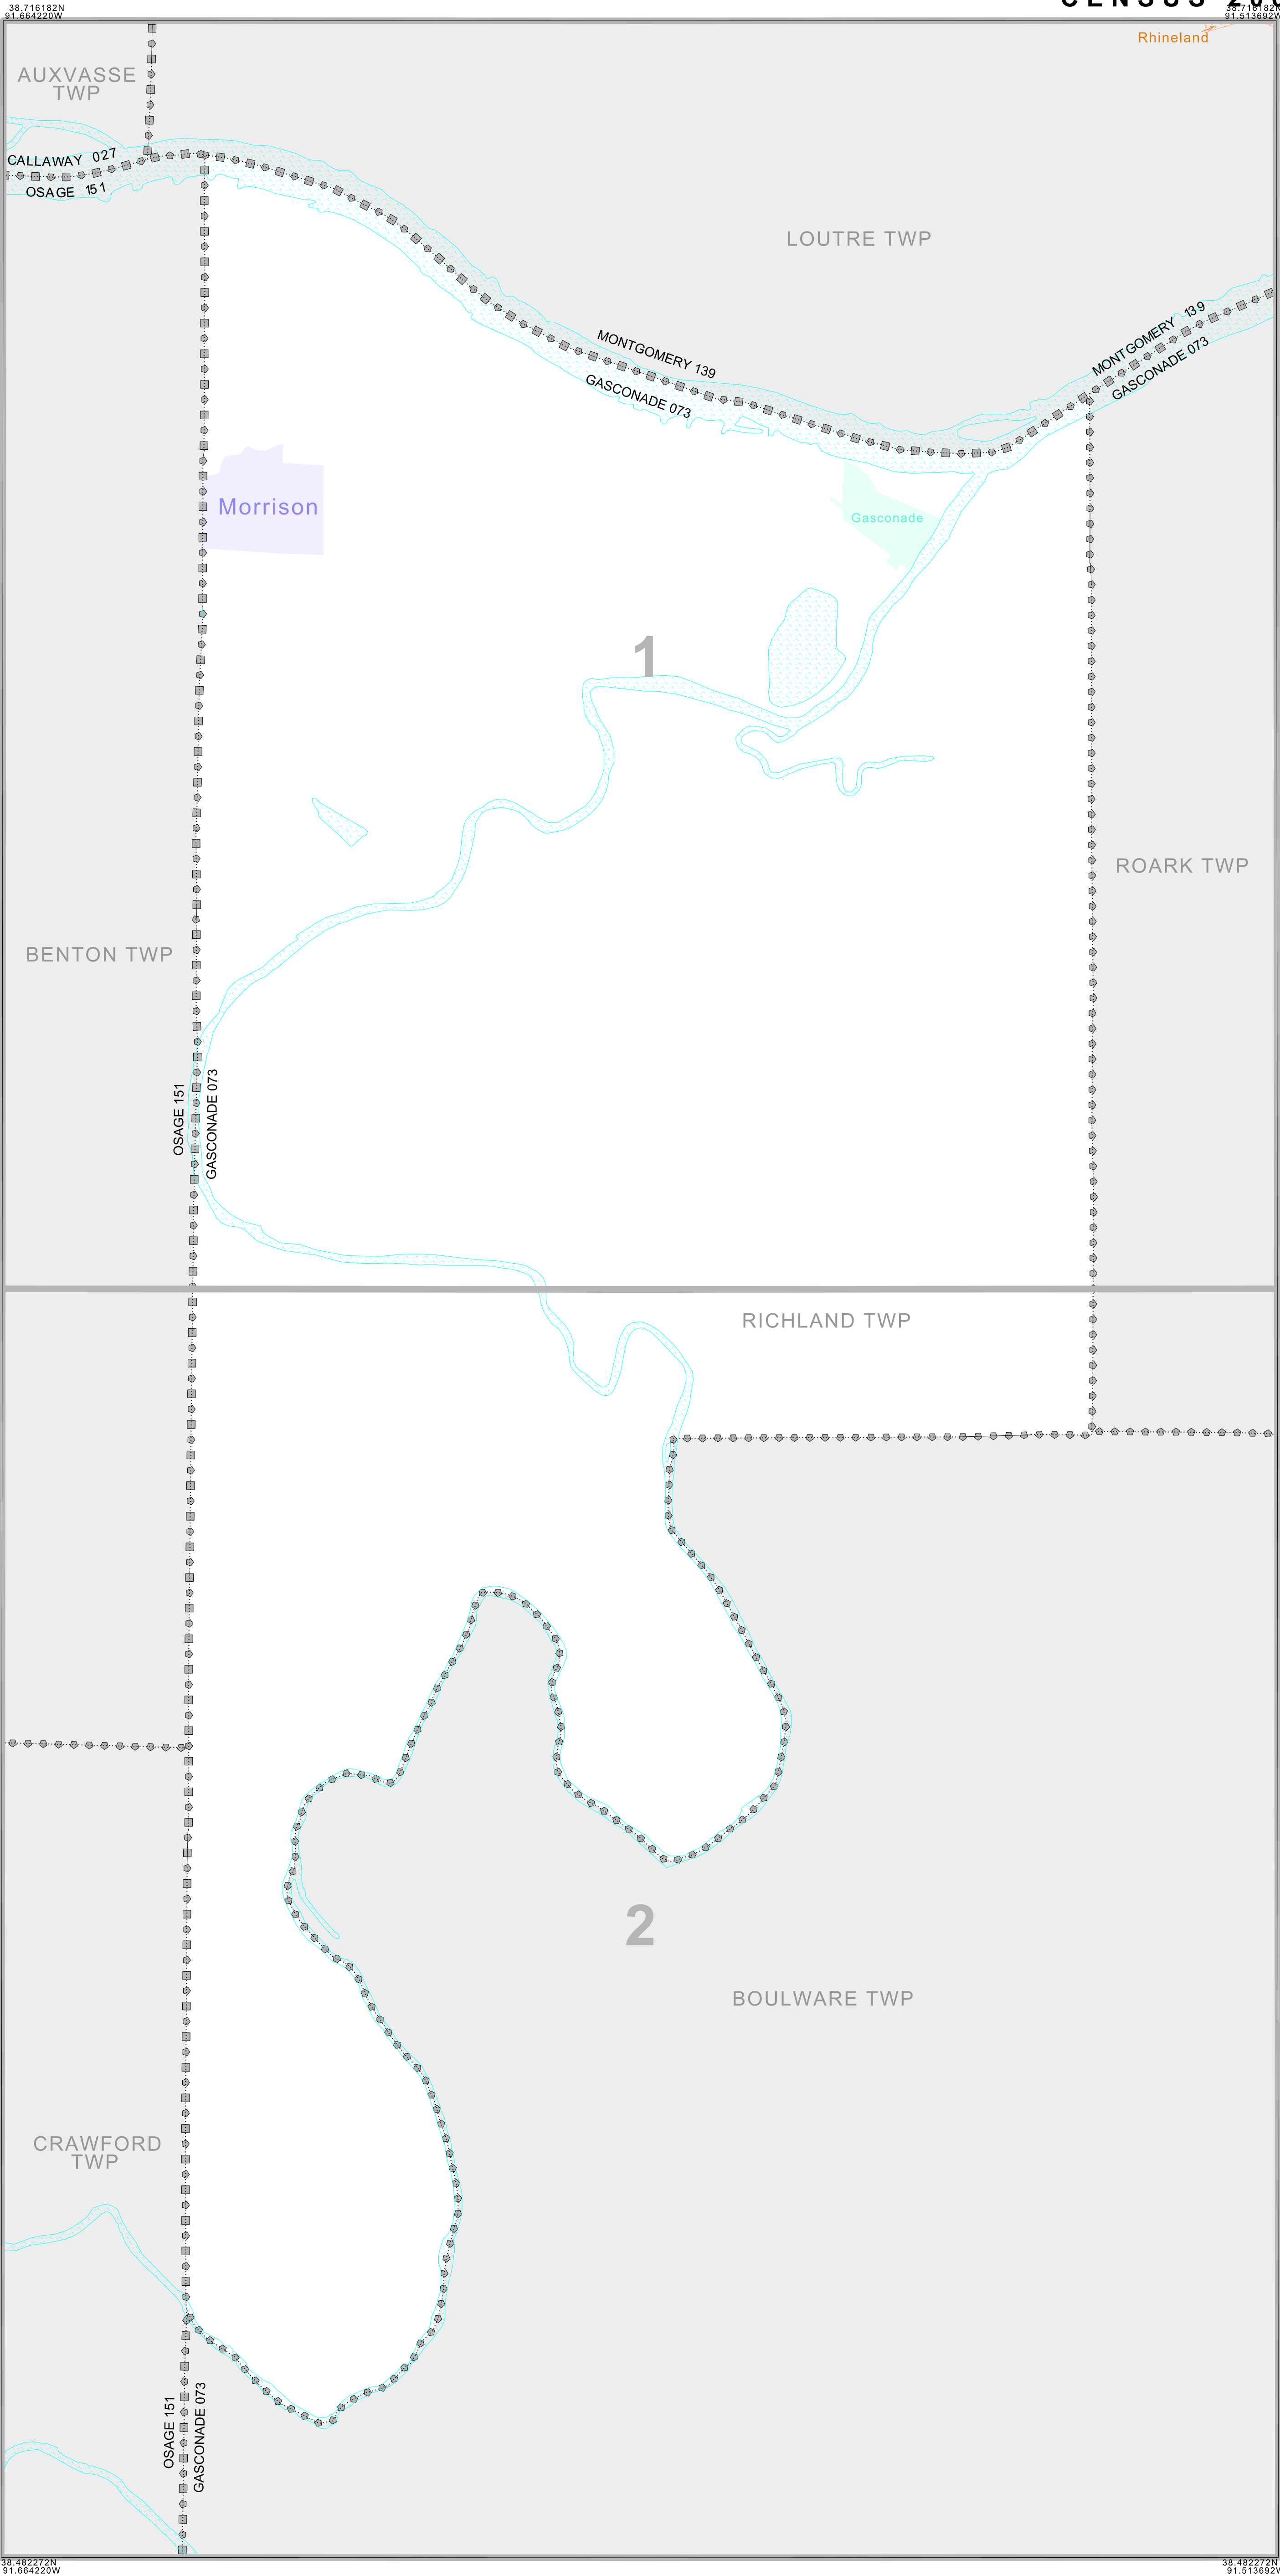 CENSUS 200
38.716182N
91.664220W
38.716182N
91.513692W
Rhineland
AUXVASSE
TWP
CALLAWAY 027
OSAGE 151
LOUTRE TWP
MONTGOMERY 139
GASCONADE 073
MONTGOMERY 139
GASCONADE 073
Morrison
Gasconade
1
ROARK TWP
BENTON TWP
OSAGE 151
GASCONADE 073
RICHLAND TWP
2
BOULWARE TWP
CRAWFORD
TWP
OSAGE 151
GASCONADE 073
38.482272N
91.664220W
38.482272N
91.513692W